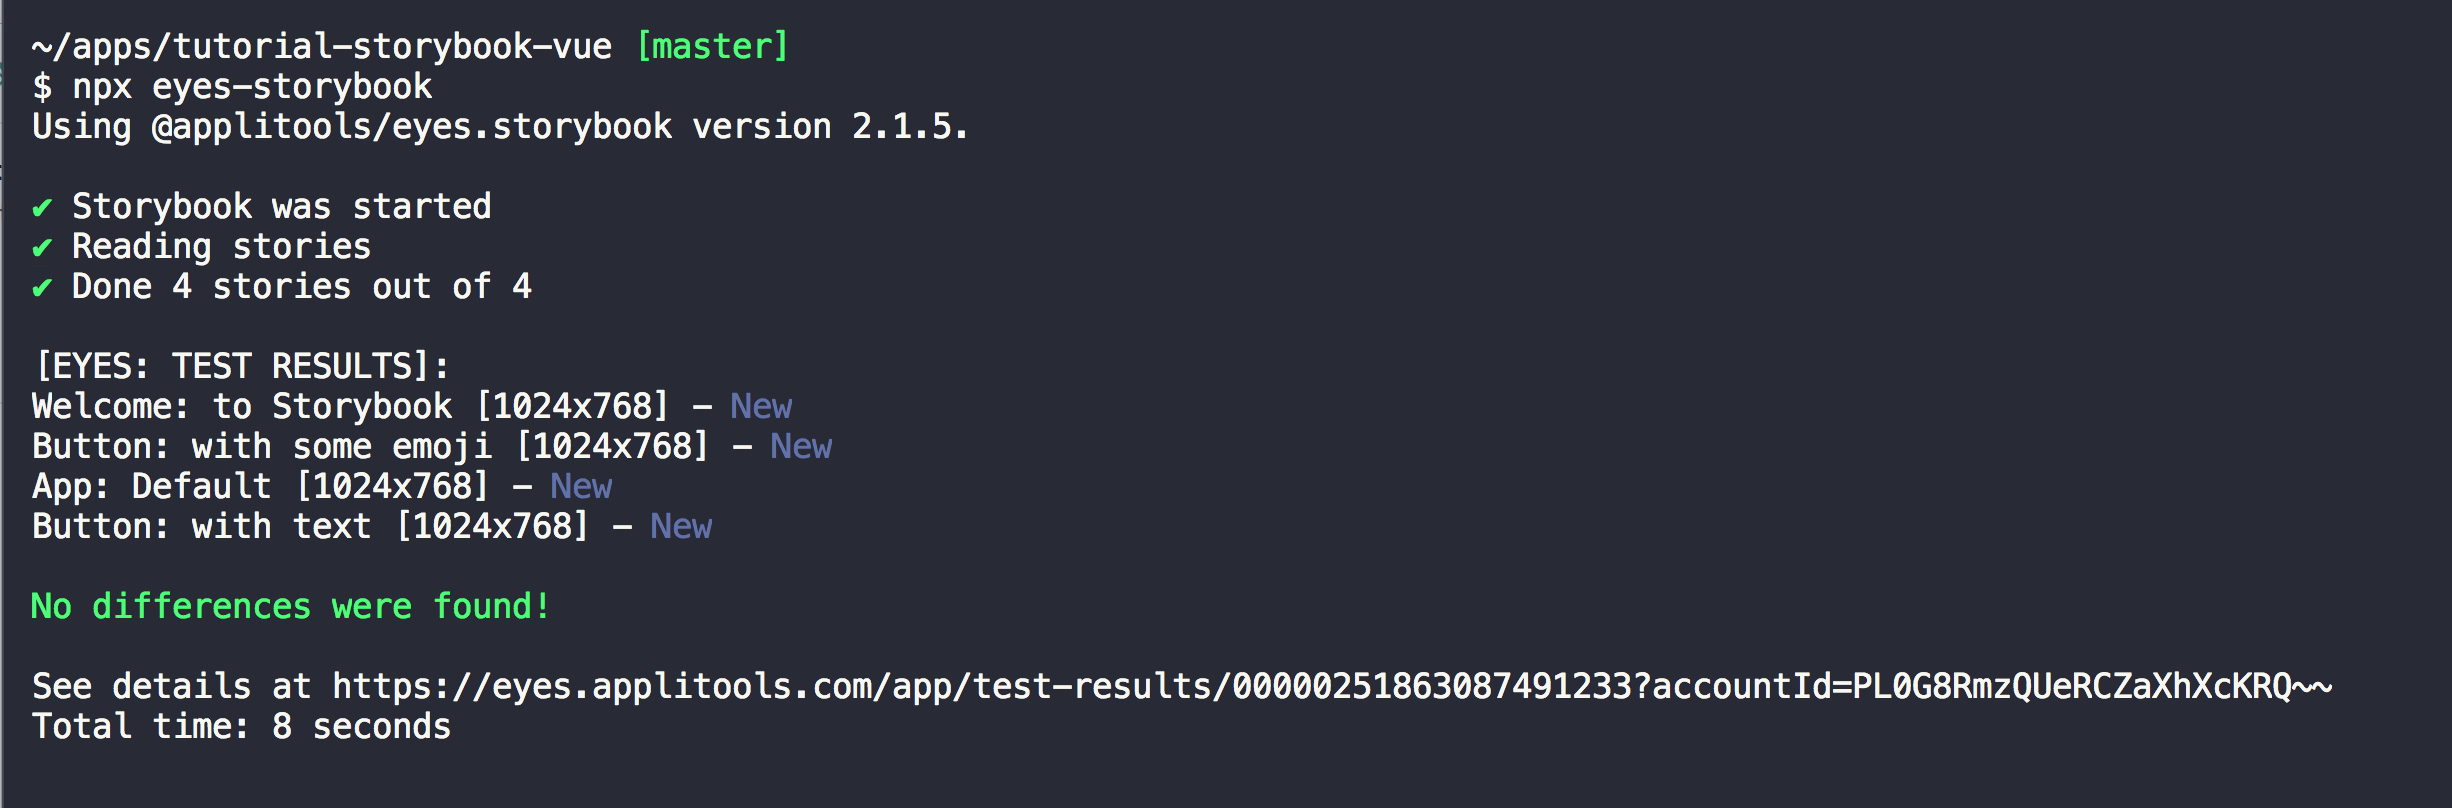 ~/apps/tutorial-storybook-vue [master]
$ npx eyes-storybook
Using @applitools/eyes.storybook version 2.1.5.
✔ Storybook was started
✔ Reading stories
✔ Done 4 stories out of 4
[EYES: TEST RESULTS]:
Welcome: to Storybook [1024x768] - New
Button: with some emoji [1024x768] - New
App: Default [1024x768] - New
Button: with text [1024x768] - New
No differences were found!
See details at https://eyes.applitools.com/app/test-results/00000251863087491233?accountId=PL0G8RmzQUeRCZaXhXcKRQ~~
Total time: 8 seconds